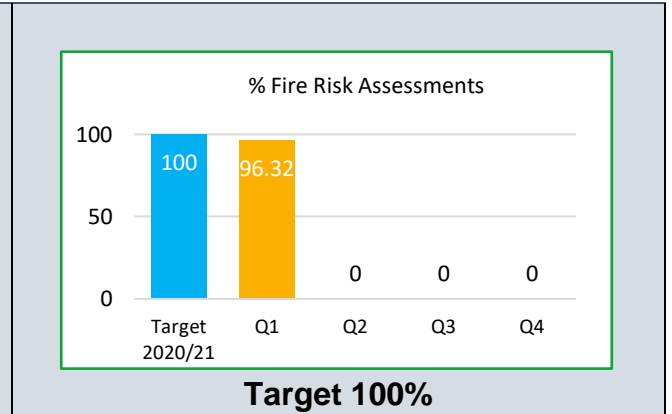 % Fire Risk Assessments
100
100
96.32
50
0
0
0
0
Target
2020/21
Q1
Q2
Q3
Q4
Target 100%